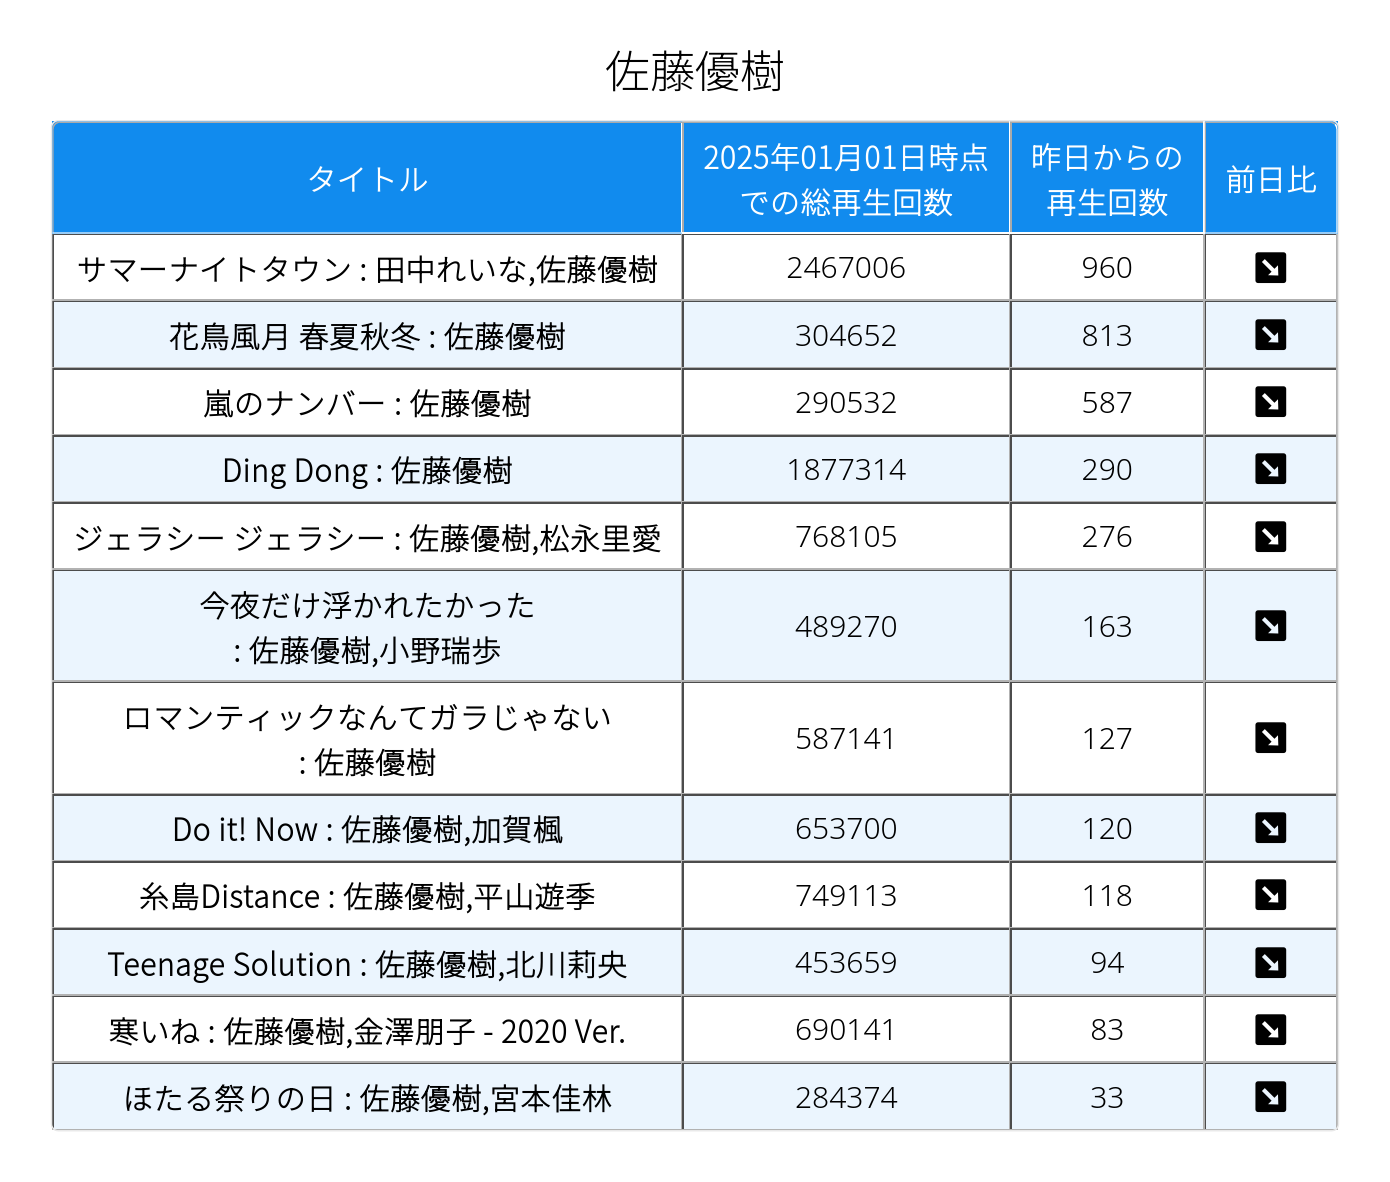 佐藤優樹
タイトル
2025年01月01日時点
での総再生回数
昨日からの
再生回数
前日比
サマーナイトタウン : 田中れいな,佐藤優樹
2467006
960
花鳥風月 春夏秋冬 : 佐藤優樹
304652
813
嵐のナンバー : 佐藤優樹
290532
587
Ding Dong : 佐藤優樹
1877314
290
ジェラシー ジェラシー : 佐藤優樹,松永里愛
768105
276
今夜だけ浮かれたかった
: 佐藤優樹,小野瑞歩
489270
163
ロマンティックなんてガラじゃない
: 佐藤優樹
587141
127
Do it! Now : 佐藤優樹,加賀楓
653700
120
糸島Distance : 佐藤優樹,平山遊季
749113
118
Teenage Solution : 佐藤優樹,北川莉央
453659
94
寒いね : 佐藤優樹,金澤朋子 - 2020 Ver.
690141
83
ほたる祭りの日 : 佐藤優樹,宮本佳林
284374
33